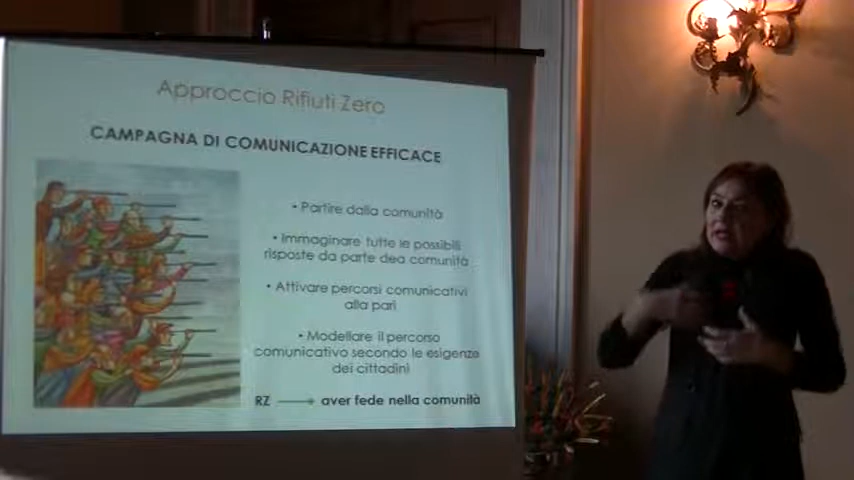 Approccio Rifiuti Zero
CAMPAGNA DI COMUNICAZIONE EFFICACE
• Partire dalla comunità
• Immaginare tutte le possibili
risposte da parte dea comunità
• Attivare percorsi comunicativi
alla pari
• Modellare il percorso
comunicativo secondo le esigenze
dei cittadini
RZ → aver fede nella comunità